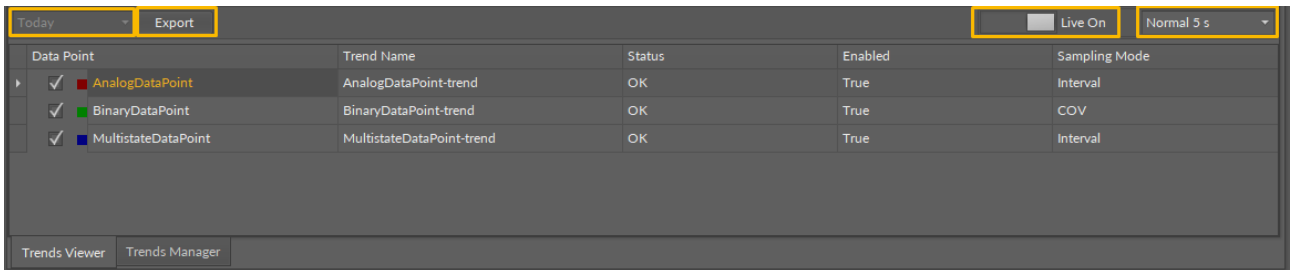 Today Export Live On Normal 5 s
Data Point Trend Name Status Enabled Sampling Mode
AnalogDataPoint AnalogDataPoint-trend OK True Interval
BinaryDataPoint BinaryDataPoint-trend OK True COV
MultistateDataPoint MultistateDataPoint-trend OK True Interval
Trends Viewer Trends Manager